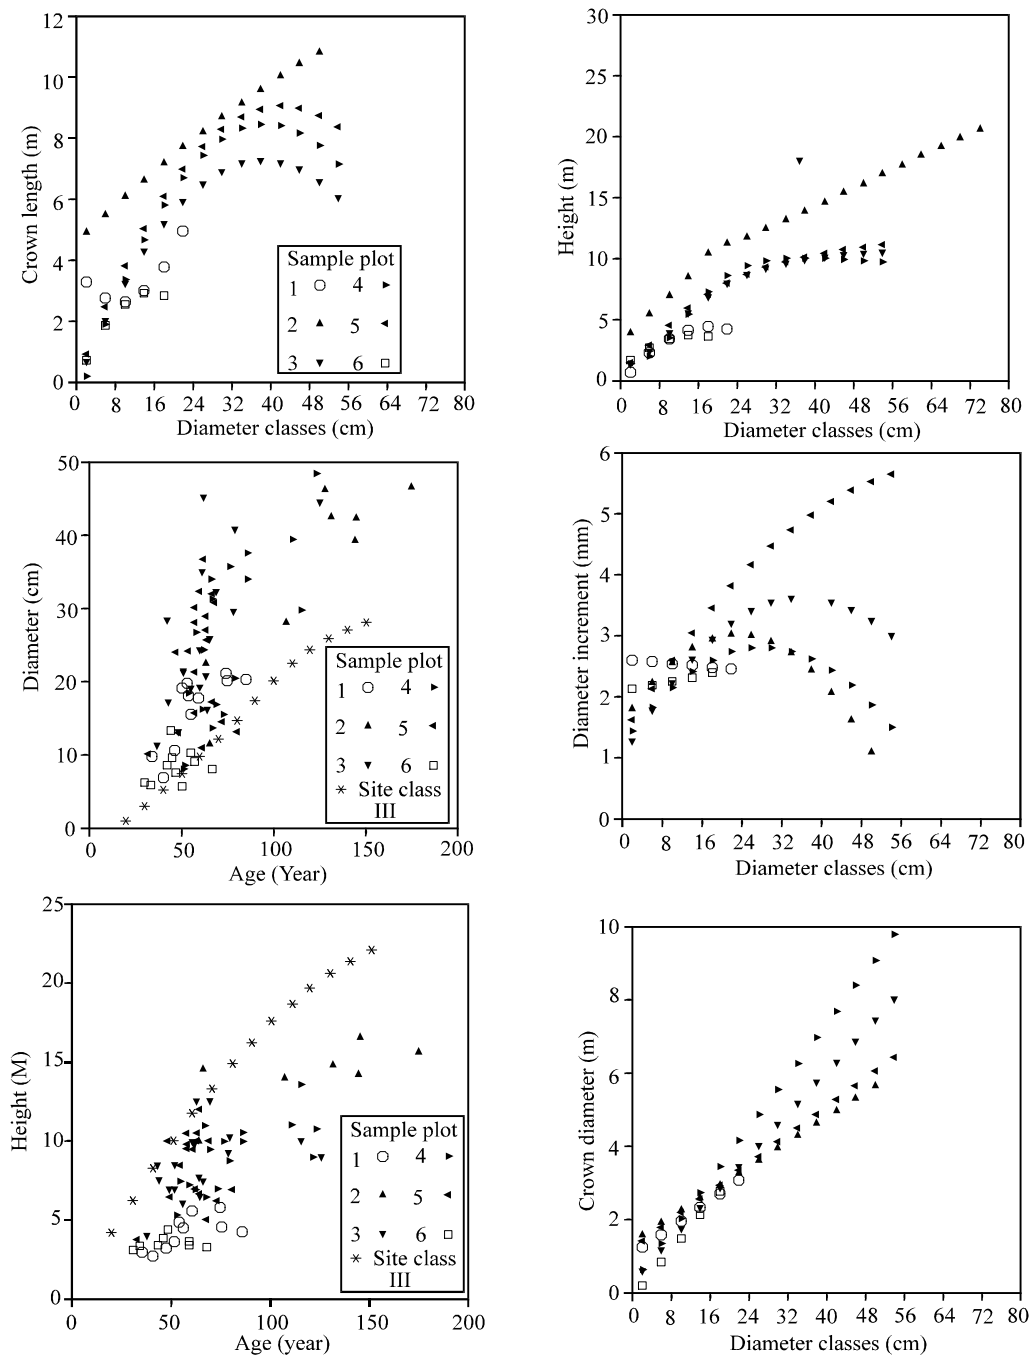 12
10
8
6
4
2
0
Crown length (m)
Sample plot
1 4
2 5
3 6
0 8 16 24 32 40 48 56 64 72 80
Diameter classes (cm)
30
25
20
15
10
5
0
Height (m)
0 8 16 24 32 40 48 56 64 72 80
Diameter classes (cm)
50
40
30
20
10
0
Diameter (cm)
Sample plot
1 4
2 5
3 6
Site class
III
0 50 100 150 200
Age (Year)
6
5
4
3
2
1
0
Diameter increment (mm)
0 8 16 24 32 40 48 56 64 72 80
Diameter classes (cm)
25
20
15
10
5
0
Height (M)
Sample plot
1 4
2 5
3 6
Site class
III
0 50 100 150 200
Age (year)
10
8
6
4
2
0
Crown diameter (m)
0 8 16 24 32 40 48 56 64 72 80
Diameter classes (cm)